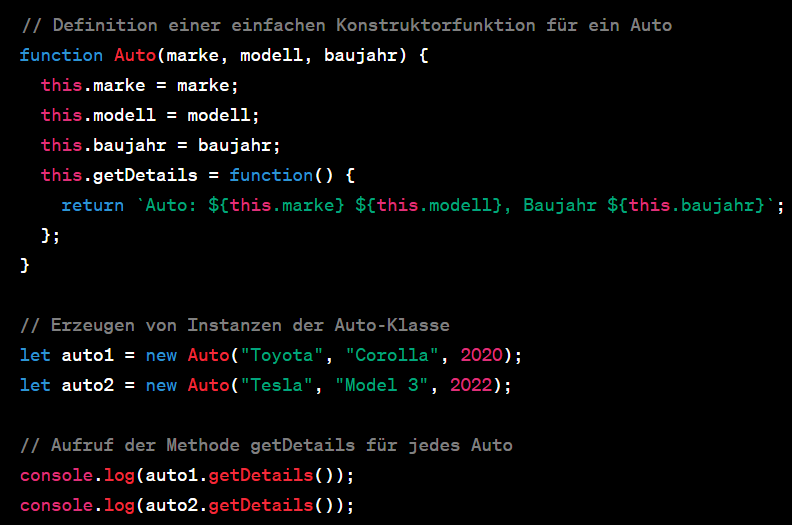 // Definition einer einfachen Konstruktorfunktion für ein Auto
function Auto(marke, modell, baujahr) {
  this.marke = marke;
  this.modell = modell;
  this.baujahr = baujahr;
  this.getDetails = function() {
    return `Auto: ${this.marke} ${this.modell}, Baujahr ${this.baujahr}`;
  };
}

// Erzeugen von Instanzen der Auto-Klasse
let auto1 = new Auto("Toyota", "Corolla", 2020);
let auto2 = new Auto("Tesla", "Model 3", 2022);

// Aufruf der Methode getDetails für jedes Auto
console.log(auto1.getDetails());
console.log(auto2.getDetails());